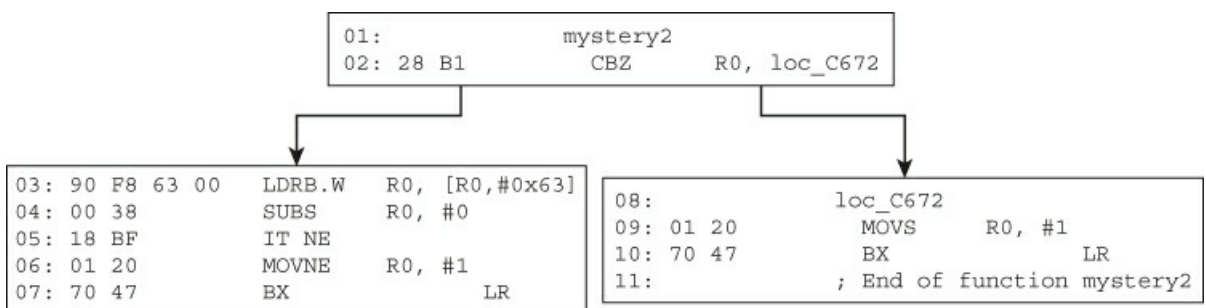 01: mystery2
02: 28 B1 CBZ R0, loc_C672
03: 90 F8 63 00 LDRB.W R0, [R0,#0x63]
04: 00 38 SUBS R0, #0
05: 18 BF IT NE
06: 01 20 MOVNE R0, #1
07: 70 47 BX LR
08: loc_C672
09: 01 20 MOVS R0, #1
10: 70 47 BX LR
11: ; End of function mystery2